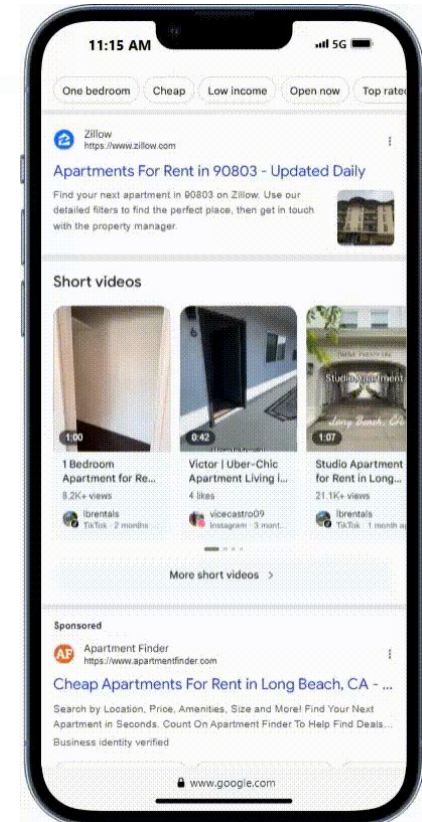 11:15 AM
5G
One bedroom
Cheap
Low income
Open now
Top rated
Zillow
https://www.zillow.com
Apartments For Rent in 90803 - Updated Daily
Find your next apartment in 90803 on Zillow. Use our
detailed filters to find the perfect place, then get in touch
with the property manager.
Short videos
1:00
0:42
Studio Apartment
Long Beach, CA
1:07
1 Bedroom
Apartment for Re...
8.2K+ views
lbrentals
TikTok · 2 months ...
Victor | Uber-Chic
Apartment Living i...
4 likes
vicecastro09
Instagram · 3 mont...
Studio Apartment
for Rent in Long...
21.1K+ views
lbrentals
TikTok · 1 month ag
More short videos >
Sponsored
AF
Apartment Finder
https://www.apartmentfinder.com
Cheap Apartments For Rent in Long Beach, CA - ...
Search by Location, Price, Amenities, Size and More! Find Your Next
Apartment in Seconds. Count On Apartment Finder To Help Find Deals...
Business identity verified
www.google.com